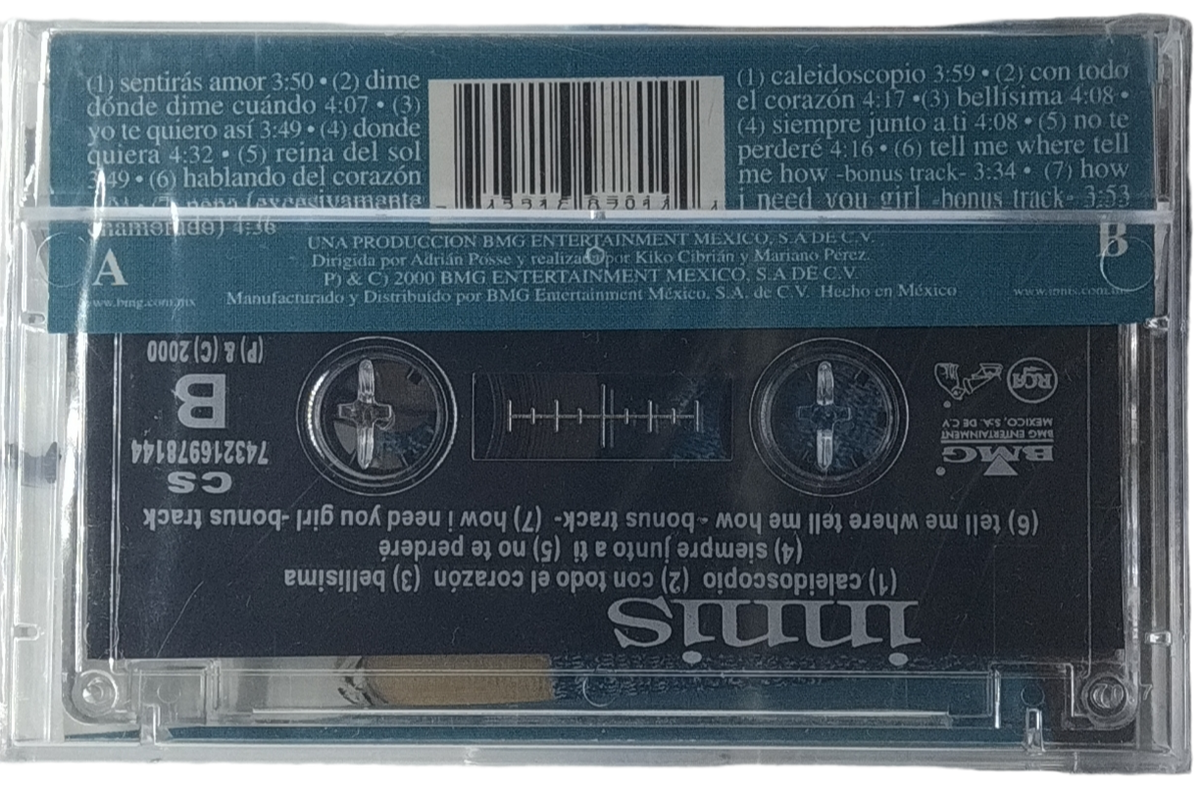 (1) sentirás amor 3:50 • (2) dime
dónde dime cuándo 4:07 • (3)
yo te quiero así 3:49 • (4) donde
quiera 4:32 • (5) reina del sol
3:49 • (6) hablando del corazón
(excesivamente
namorido) 4:36
(1) caleidoscopio 3:59 • (2) con todo
el corazón 4:17 •(3) bellísima 4:08 •
(4) siempre junto a ti 4:08 • (5) no te
perderé 4:16 • (6) tell me where tell
me how -bonus track- 3:34 • (7) how
i need you girl -bonus track- 3:53
UNA PRODUCCION BMG ENTERTAINMENT MEXICO, S.A DE C.V.
Dirigida por Adrián Posse y realizada por Kiko Cibrián y Mariano Pérez.
P) & C) 2000 BMG ENTERTAINMENT MEXICO, S.A DE C.V.
Manufacturado y Distribuído por BMG Entertainment México, S.A. de C.V. Hecho en México
A
B
www.bmg.com.mx
www.innis.com.mx
innis
(1) caleidoscopio (2) con todo el corazón (3) bellísima
(4) siempre junto a ti (5) no te perderé
(6) tell me where tell me how - bonus track- (7) how i need you girl -bonus track
BMG
BMG ENTERTAINMENT
MEXICO, S.A. DE C.V
RCA
CS
743216978144
B
(P) & (C) 2000